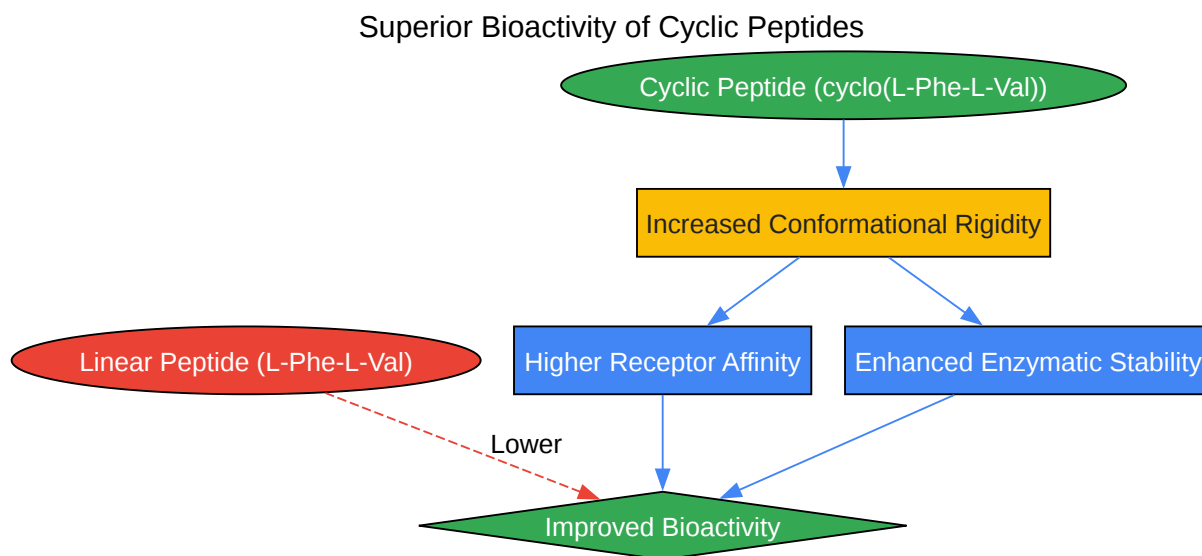 Superior Bioactivity of Cyclic Peptides
Cyclic Peptide (cyclo(L-Phe-L-Val))
Increased Conformational Rigidity
Linear Peptide (L-Phe-L-Val)
Higher Receptor Affinity
Enhanced Enzymatic Stability
Lower
Improved Bioactivity